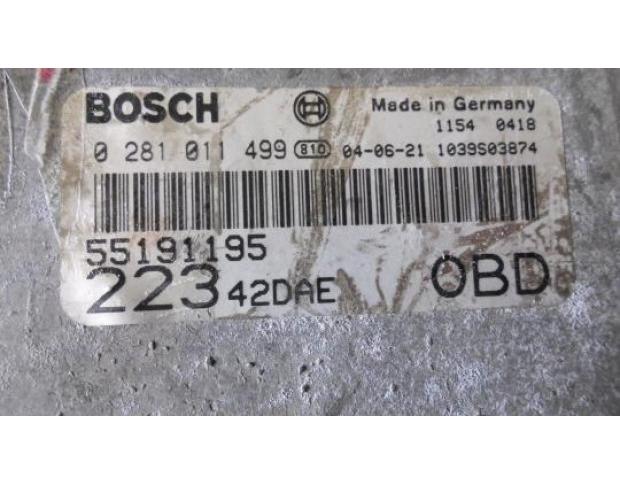 BOSCH Made in Germany
1154 0418
0 281 011 499 810 04-06-21 1039S03874
55191195
223 42DAE OBD